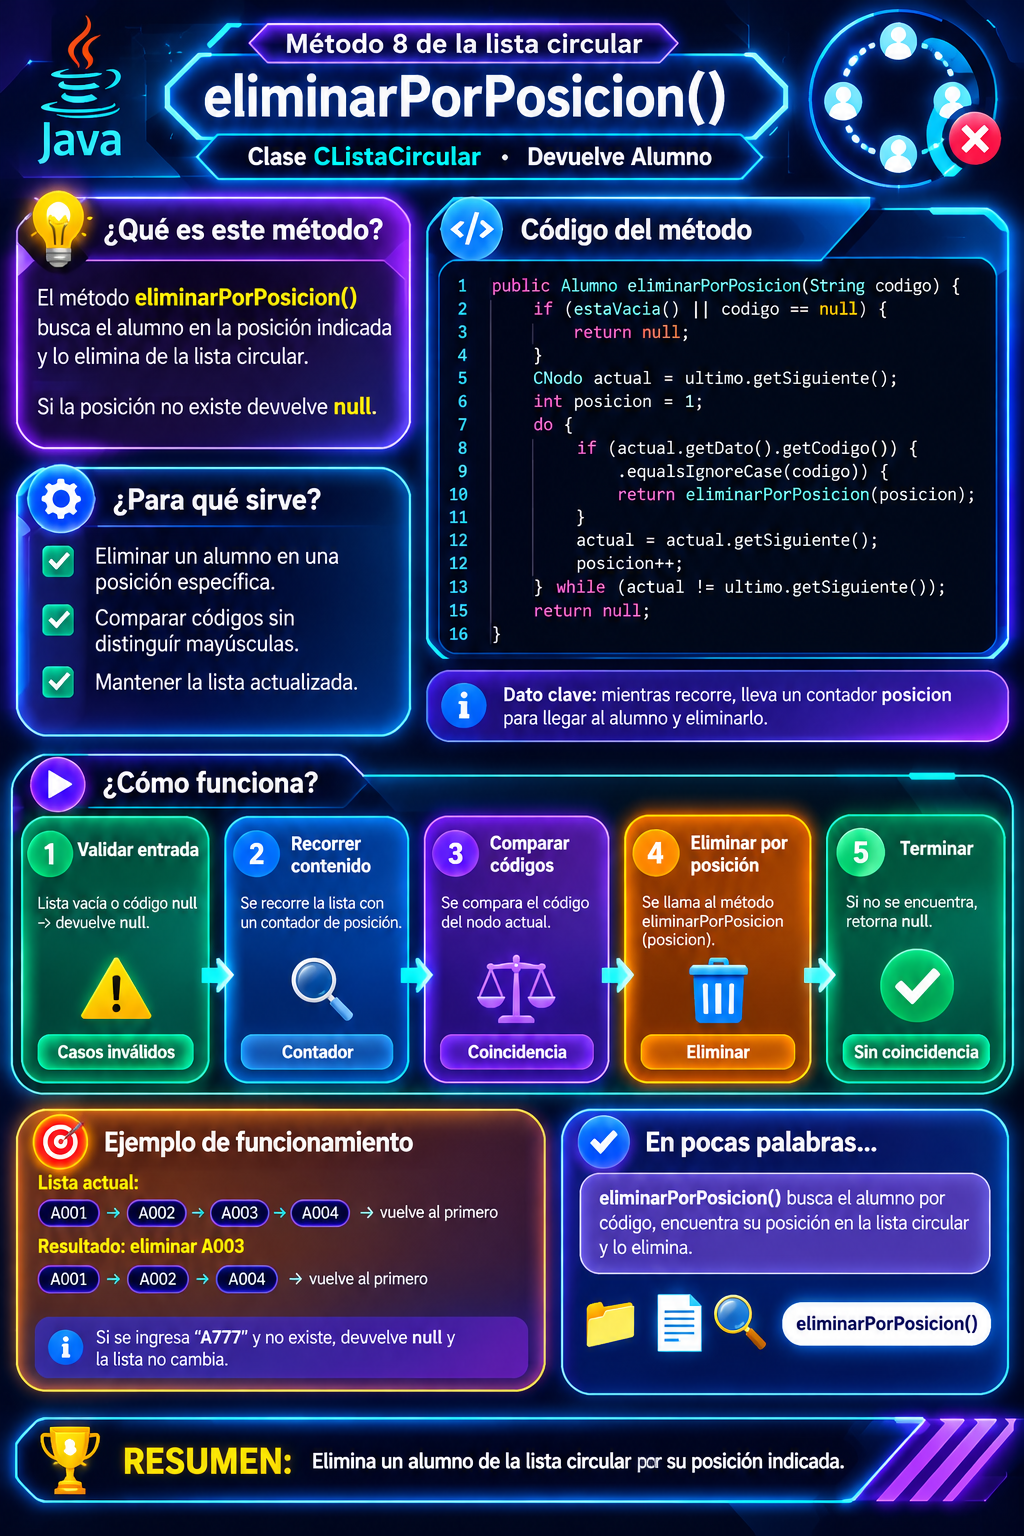 Java
Método 8 de la lista circular
eliminarPorPosicion()
Clase CListaCircular • Devuelve Alumno
¿Qué es este método?
El método eliminarPorPosicion()
busca el alumno en la posición indicada
y lo elimina de la lista circular.
Si la posición no existe devvelve null.
¿Para qué sirve?
Eliminar un alumno en una
posición específica.
Comparar códigos sin
distinguír mayúsculas.
Mantener la lista actualizada.
</> Código del método
1 public Alumno eliminarPorPosicion(String codigo) {
2 if (estaVacia() || codigo == null) {
3 return null;
4 }
5 CNodo actual = ultimo.getSiguiente();
6 int posicion = 1;
7 do {
8 if (actual.getDato().getCodigo()) {
9 .equalsIgnoreCase(codigo)) {
10 return eliminarPorPosicion(posicion);
11 }
12 actual = actual.getSiguiente();
12 posicion++;
13 } while (actual != ultimo.getSiguiente());
15 return null;
16 }
i Dato clave: mientras recorre, lleva un contador posicion
para llegar al alumno y eliminarlo.
¿Cómo funciona?
1 Validar entrada
Lista vacía o código null
-> devuelve null.
Casos inválidos
2 Recorrer
contenido
Se recorre la lista con
un contador de posición.
Contador
3 Comparar
códigos
Se compara el código
del nodo actual.
Coincidencia
4 Eliminar por
posición
Se llama al método
eliminarPorPosicion
(posicion).
Eliminar
5 Terminar
Si no se encuentra,
retorna null.
Sin coincidencia
Ejemplo de funcionamiento
Lista actual:
A001 → A002 → A003 → A004 → vuelve al primero
Resultado: eliminar A003
A001 → A002 → A004 → vuelve al primero
i Si se ingresa "A777" y no existe, devvelve null y
la lista no cambia.
En pocas palabras...
eliminarPorPosicion() busca el alumno por
código, encuentra su posición en la lista circular
y lo elimina.
eliminarPorPosicion()
RESUMEN: Elimina un alumno de la lista circular por su posición indicada.